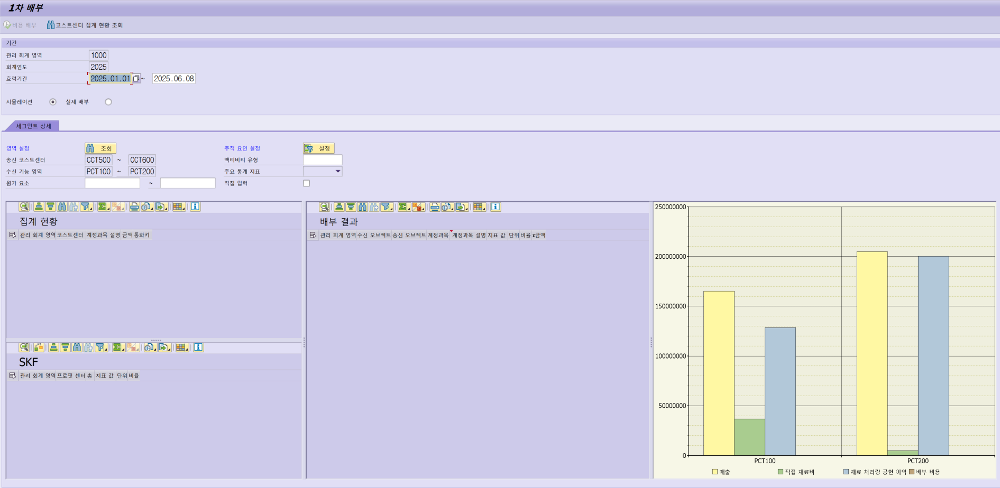 1차 배부
비용 배부 코스트센터 집계 현황 조회
기간
관리 회계 영역 1000
회계연도 2025
효력기간 2025.01.01 ~ 2025.06.08
시뮬레이션 실제 배부
세그먼트 상세
영역 설정 조회 추적 요인 설정 설정
송신 코스트센터 CCT500 ~ CCT600 액티비티 유형
수신 기능 영역 PCT100 ~ PCT200 주요 통계 지표
원가 요소 ~ 직접 입력
집계 현황
관리 회계 영역 코스트센터 계정과목 설명 금액 통화키
SKF
관리 회계 영역 프로핏 센터 총 지표 값 단위 비율
배부 결과
관리 회계 영역 수신 오브젝트 송신 오브젝트 계정과목 계정과목 설명 지표 값 단위 비율 Σ금액
250000000
200000000
150000000
100000000
50000000
0
PCT100 PCT200
매출 직접 재료비 재료 처리량 공헌 이익 배부 비용